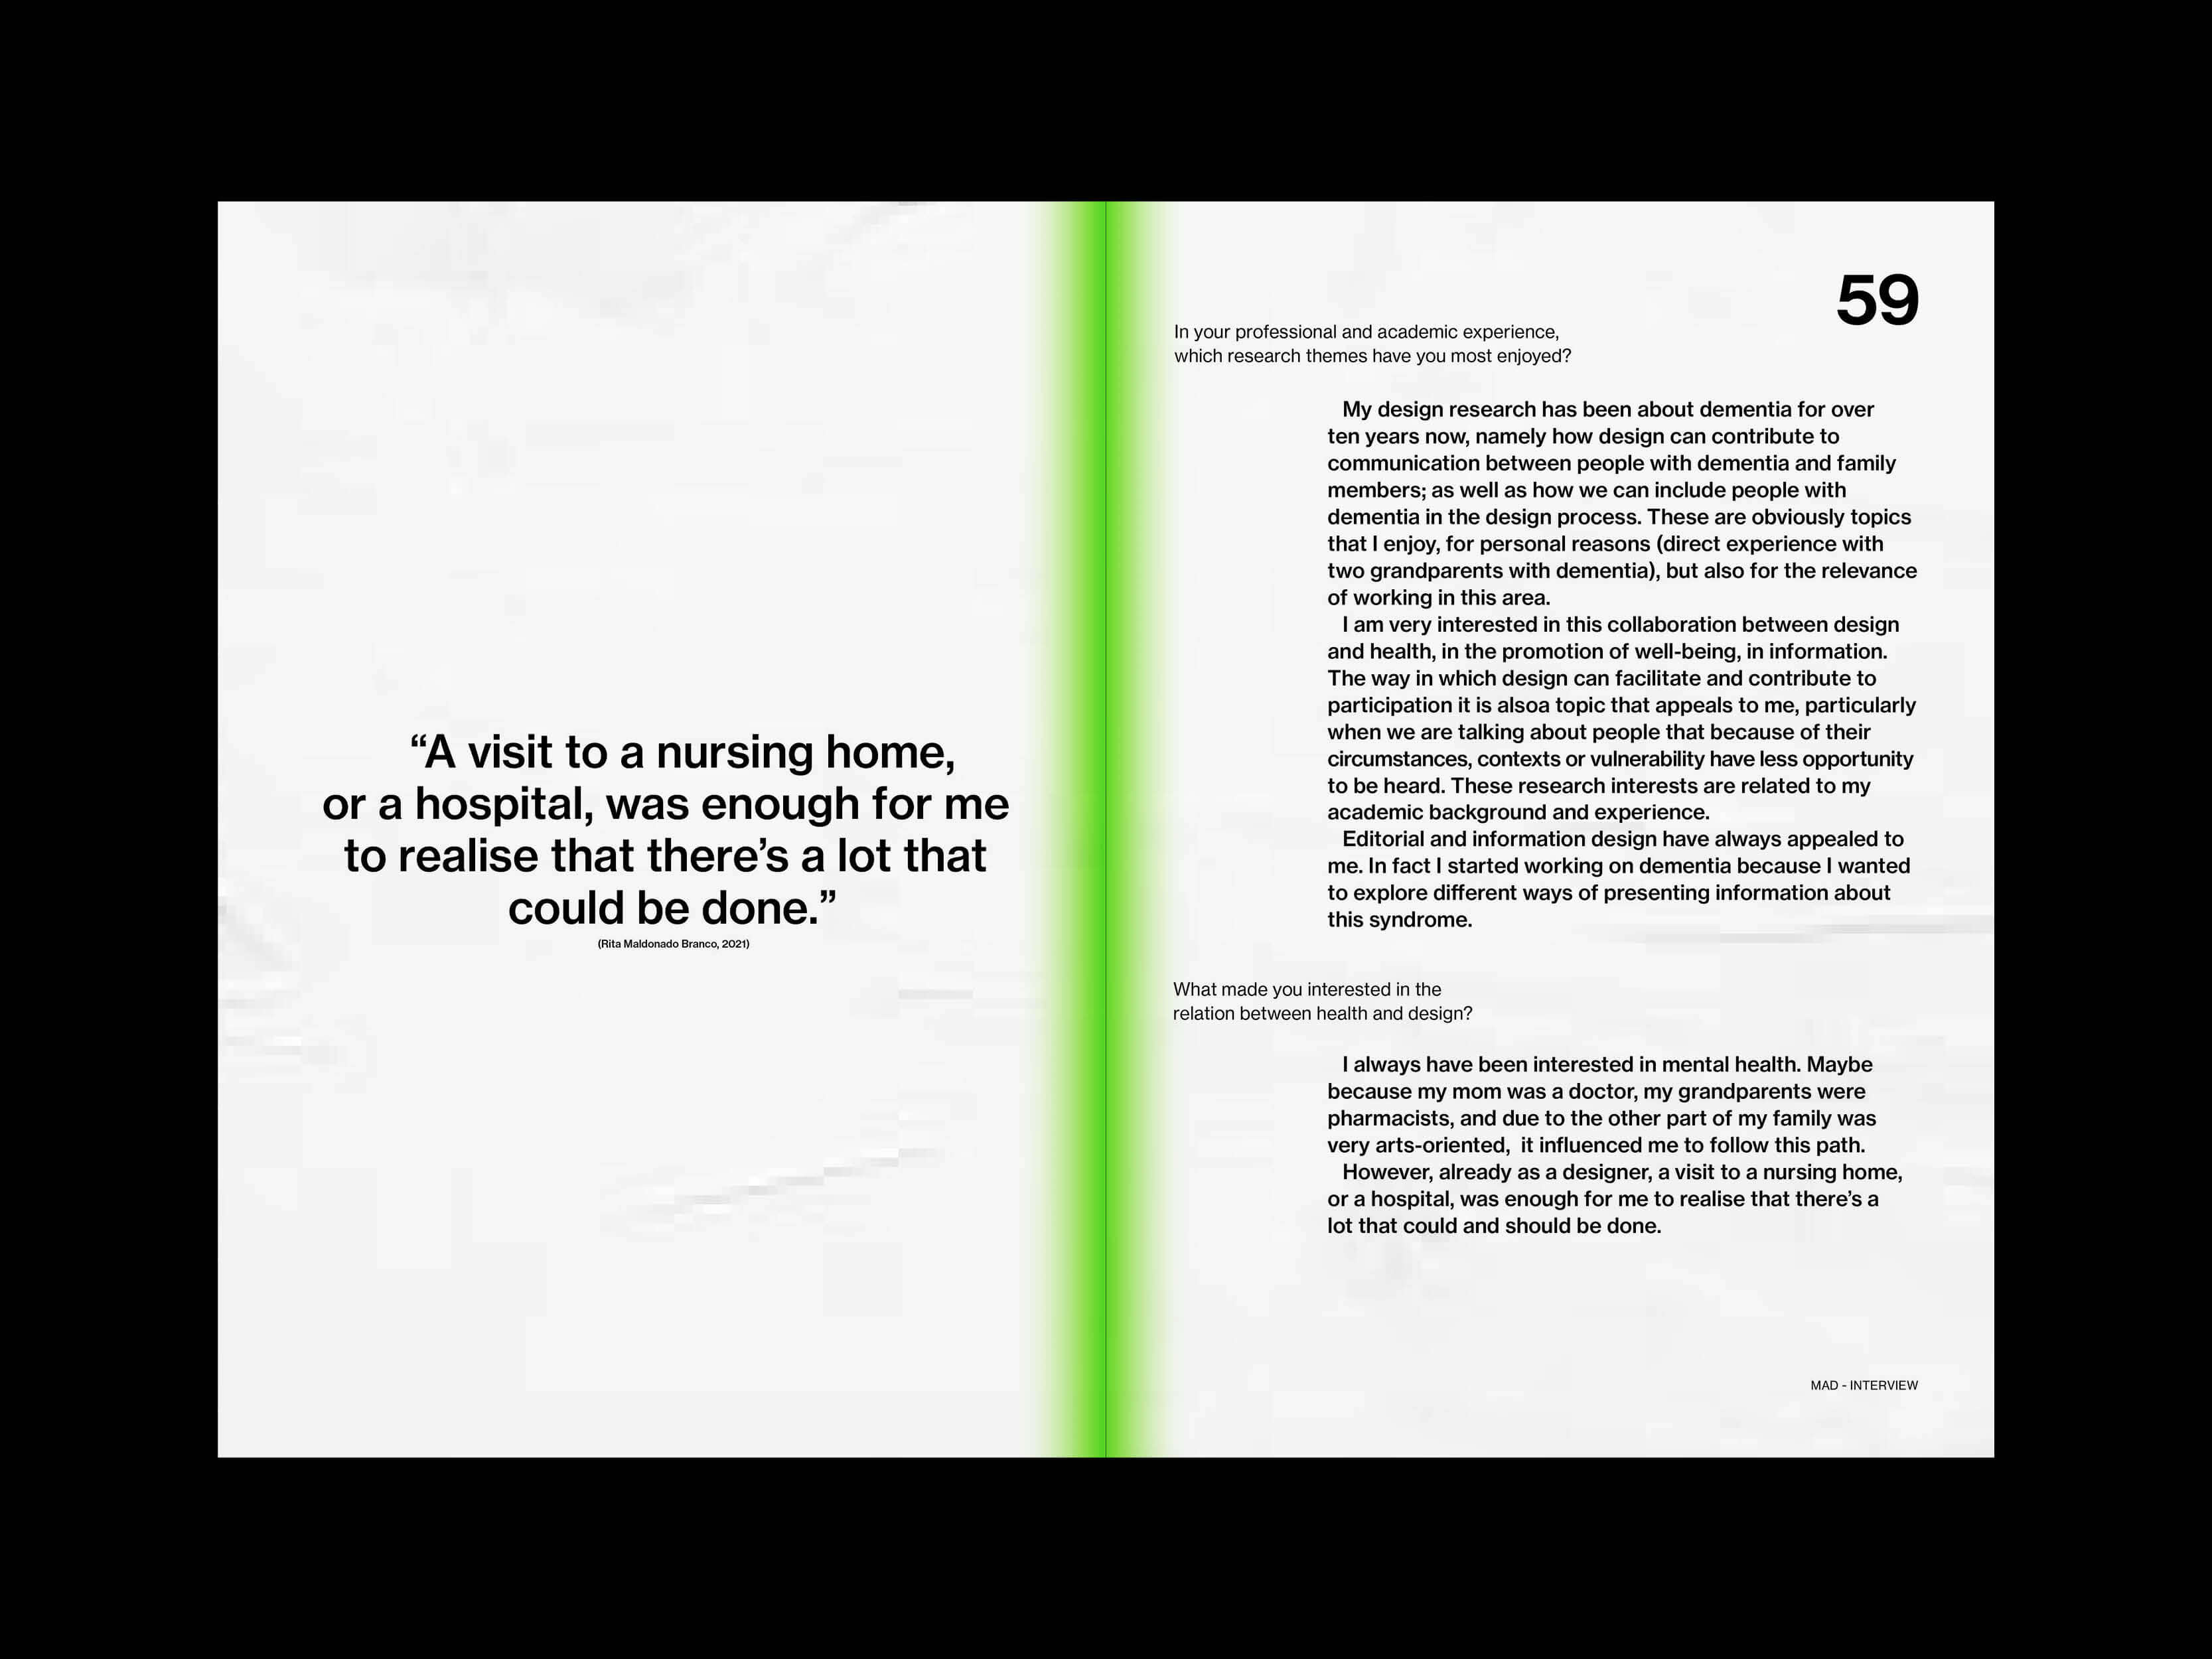 “A visit to a nursing home,
or a hospital, was enough for me
to realise that there’s a lot that
could be done.”
(Rita Maldonado Branco, 2021)
59
In your professional and academic experience,
which research themes have you most enjoyed?
My design research has been about dementia for over
ten years now, namely how design can contribute to
communication between people with dementia and family
members; as well as how we can include people with
dementia in the design process. These are obviously topics
that I enjoy, for personal reasons (direct experience with
two grandparents with dementia), but also for the relevance
of working in this area.
I am very interested in this collaboration between design
and health, in the promotion of well-being, in information.
The way in which design can facilitate and contribute to
participation it is alsoa topic that appeals to me, particularly
when we are talking about people that because of their
circumstances, contexts or vulnerability have less opportunity
to be heard. These research interests are related to my
academic background and experience.
Editorial and information design have always appealed to
me. In fact I started working on dementia because I wanted
to explore different ways of presenting information about
this syndrome.
What made you interested in the
relation between health and design?
I always have been interested in mental health. Maybe
because my mom was a doctor, my grandparents were
pharmacists, and due to the other part of my family was
very arts-oriented,  it influenced me to follow this path.
However, already as a designer, a visit to a nursing home,
or a hospital, was enough for me to realise that there’s a
lot that could and should be done.
MAD - INTERVIEW